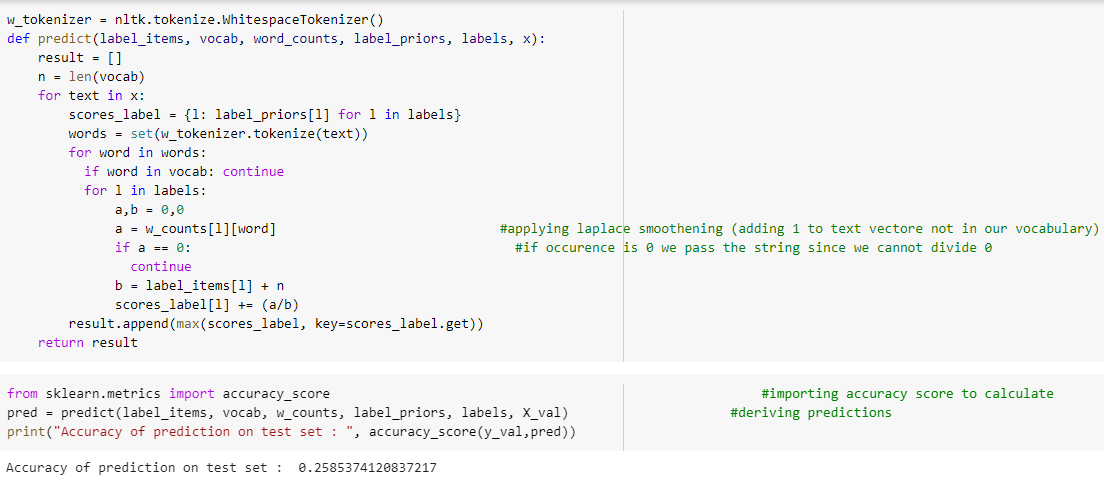 w_tokenizer = nltk.tokenize.WhitespaceTokenizer()
def predict(label_items, vocab, word_counts, label_priors, labels, x):
    result = []
    n = len(vocab)
    for text in x:
        scores_label = {l: label_priors[l] for l in labels}
        words = set(w_tokenizer.tokenize(text))
        for word in words:
          if word in vocab: continue
          for l in labels:
              a,b = 0,0
              a = w_counts[l][word]                             #applying laplace smoothening (adding 1 to text vectore not in our vocabulary)
              if a == 0:                                          #if occurence is 0 we pass the string since we cannot divide 0
                continue
              b = label_items[l] + n
              scores_label[l] += (a/b)
        result.append(max(scores_label, key=scores_label.get))
    return result
from sklearn.metrics import accuracy_score                                                        #importing accuracy score to calculate
pred = predict(label_items, vocab, w_counts, label_priors, labels, X_val)                     #deriving predictions
print("Accuracy of prediction on test set : ", accuracy_score(y_val,pred))
Accuracy of prediction on test set :  0.2585374120837217